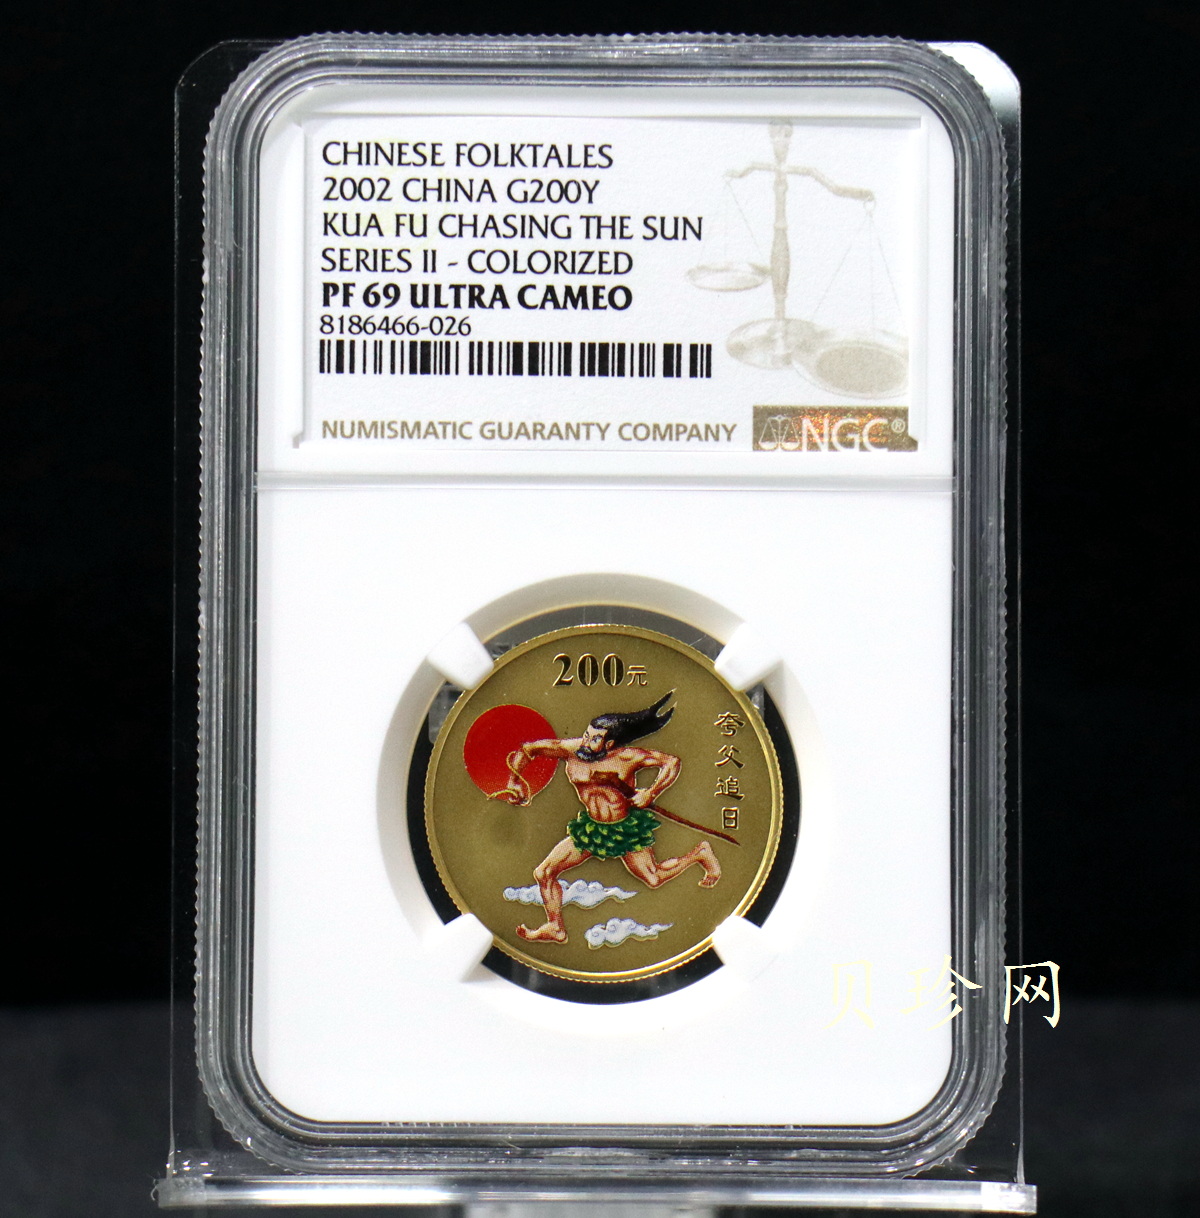 CHINESE FOLKTALES
2002 CHINA G200Y
KUA FU CHASING THE SUN
SERIES II - COLORIZED
PF 69 ULTRA CAMEO
8186466-026
NUMISMATIC GUARANTY COMPANY
NGC®
200元
夸父追日
贝珍网